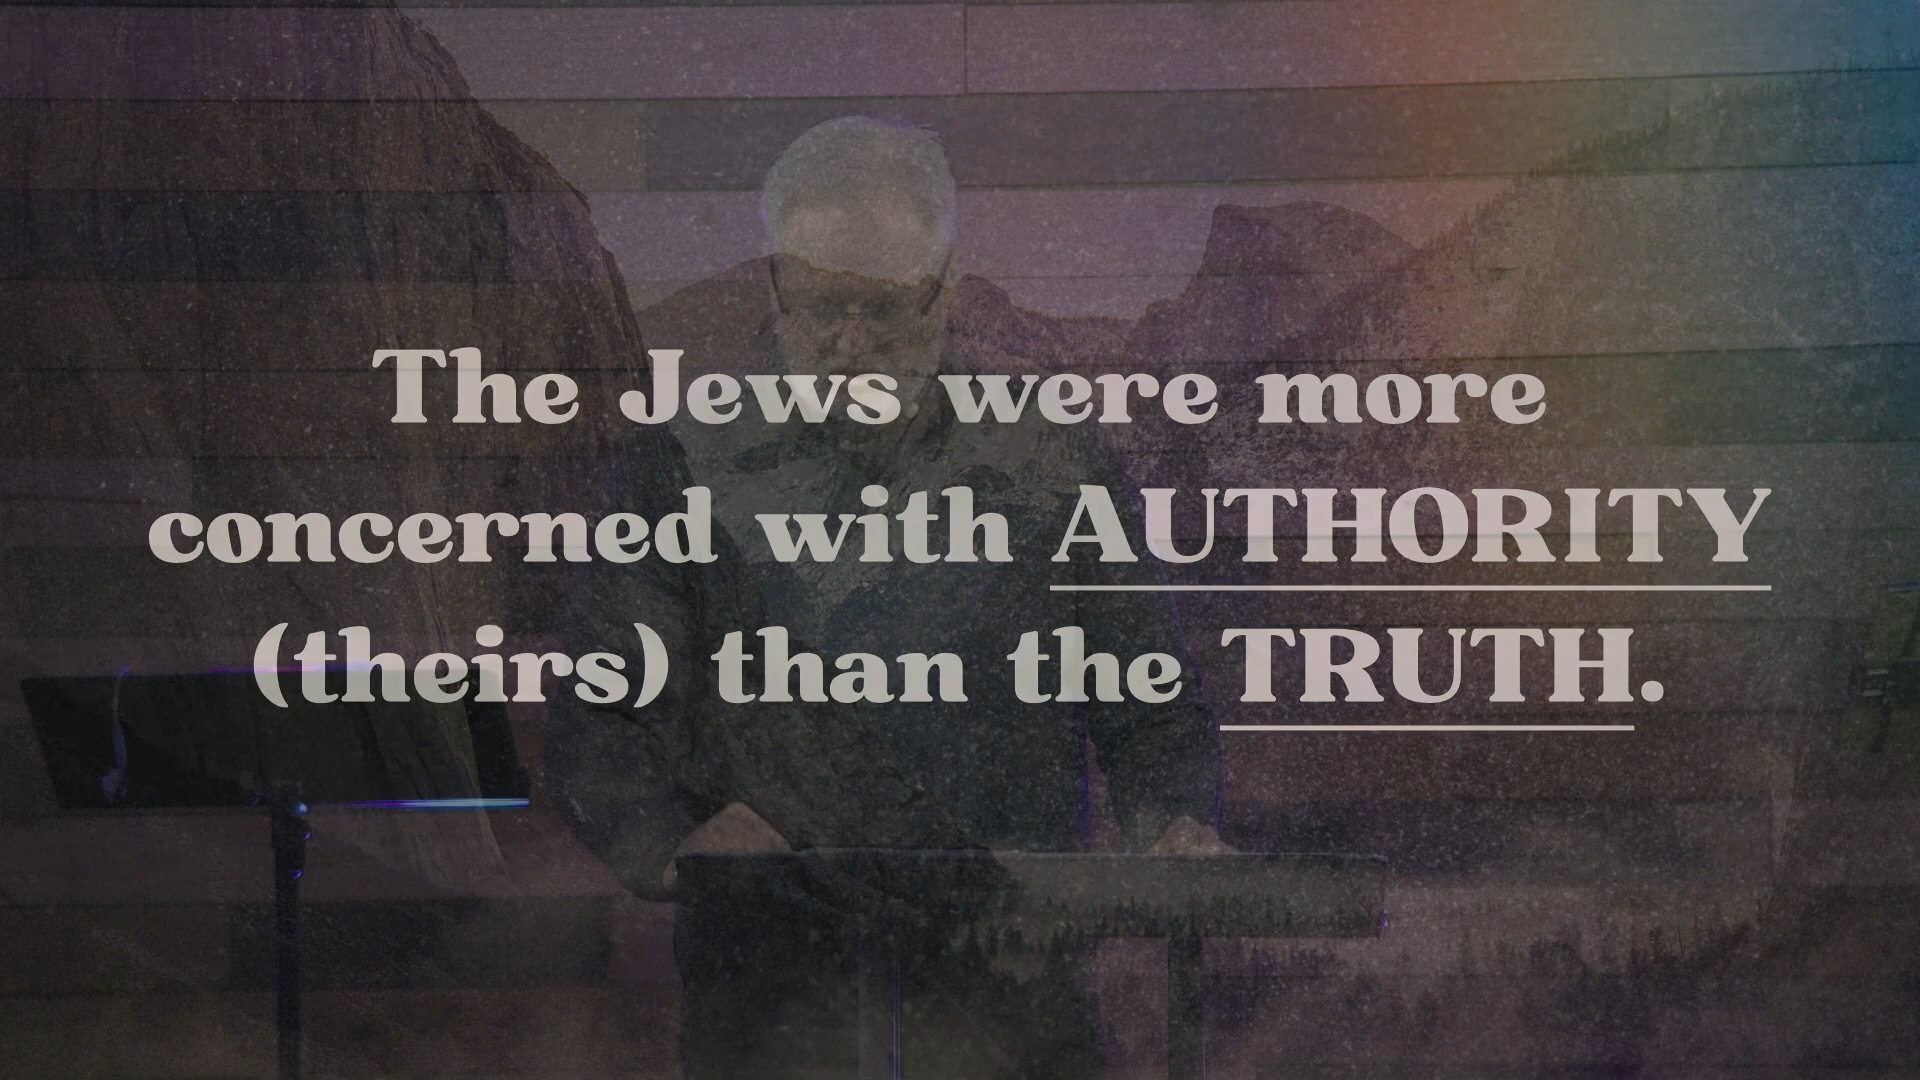 The Jews were more
concerned with AUTHORITY
(theirs) than the TRUTH.